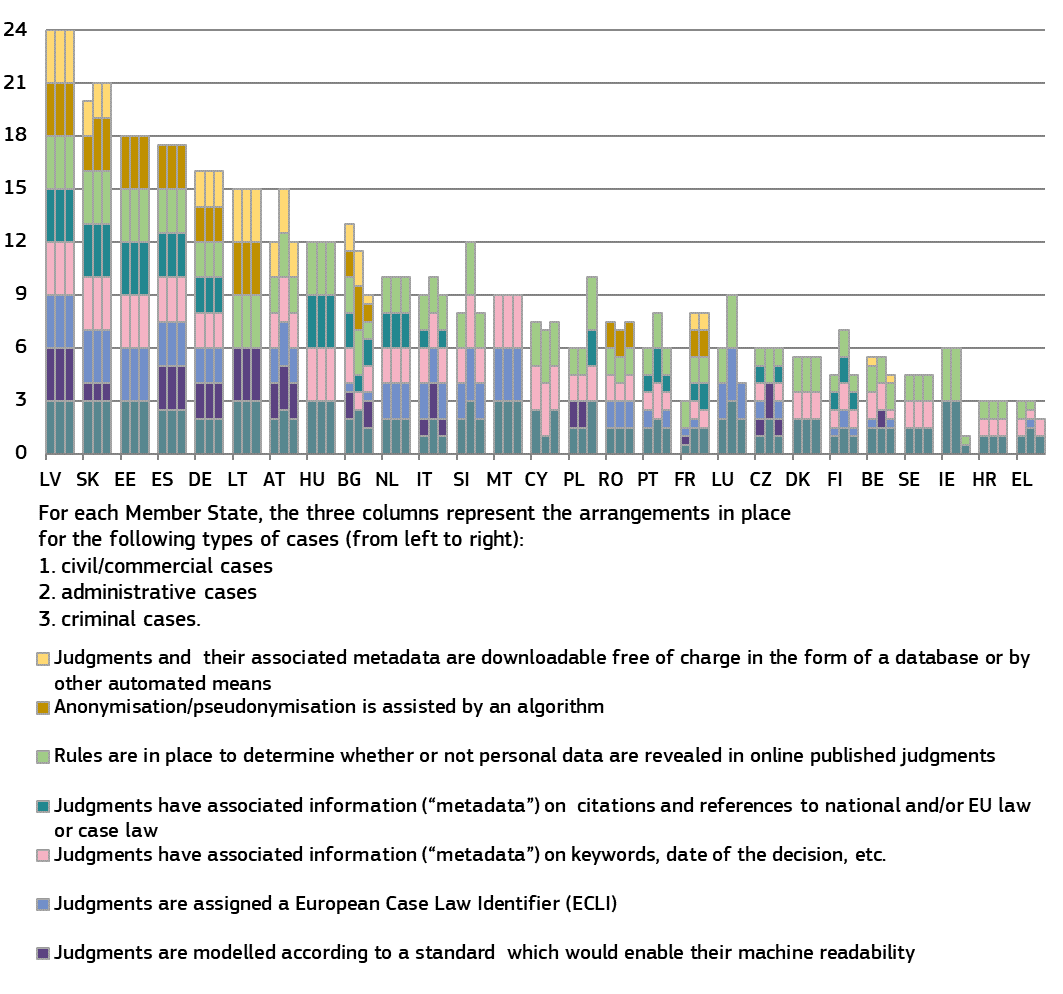 24
21
18
15
12
9
6
3
0
LV SK EE ES DE LT AT HU BG NL IT SI MT CY PL RO PT FR LU CZ DK FI BE SE IE HR EL
For each Member State, the three columns represent the arrangements in place
for the following types of cases (from left to right):
1. civil/commercial cases
2. administrative cases
3. criminal cases.
Judgments and their associated metadata are downloadable free of charge in the form of a database or by
other automated means
Anonymisation/pseudonymisation is assisted by an algorithm
Rules are in place to determine whether or not personal data are revealed in online published judgments
Judgments have associated information (“metadata”) on citations and references to national and/or EU law
or case law
Judgments have associated information (“metadata”) on keywords, date of the decision, etc.
Judgments are assigned a European Case Law Identifier (ECLI)
Judgments are modelled according to a standard which would enable their machine readability